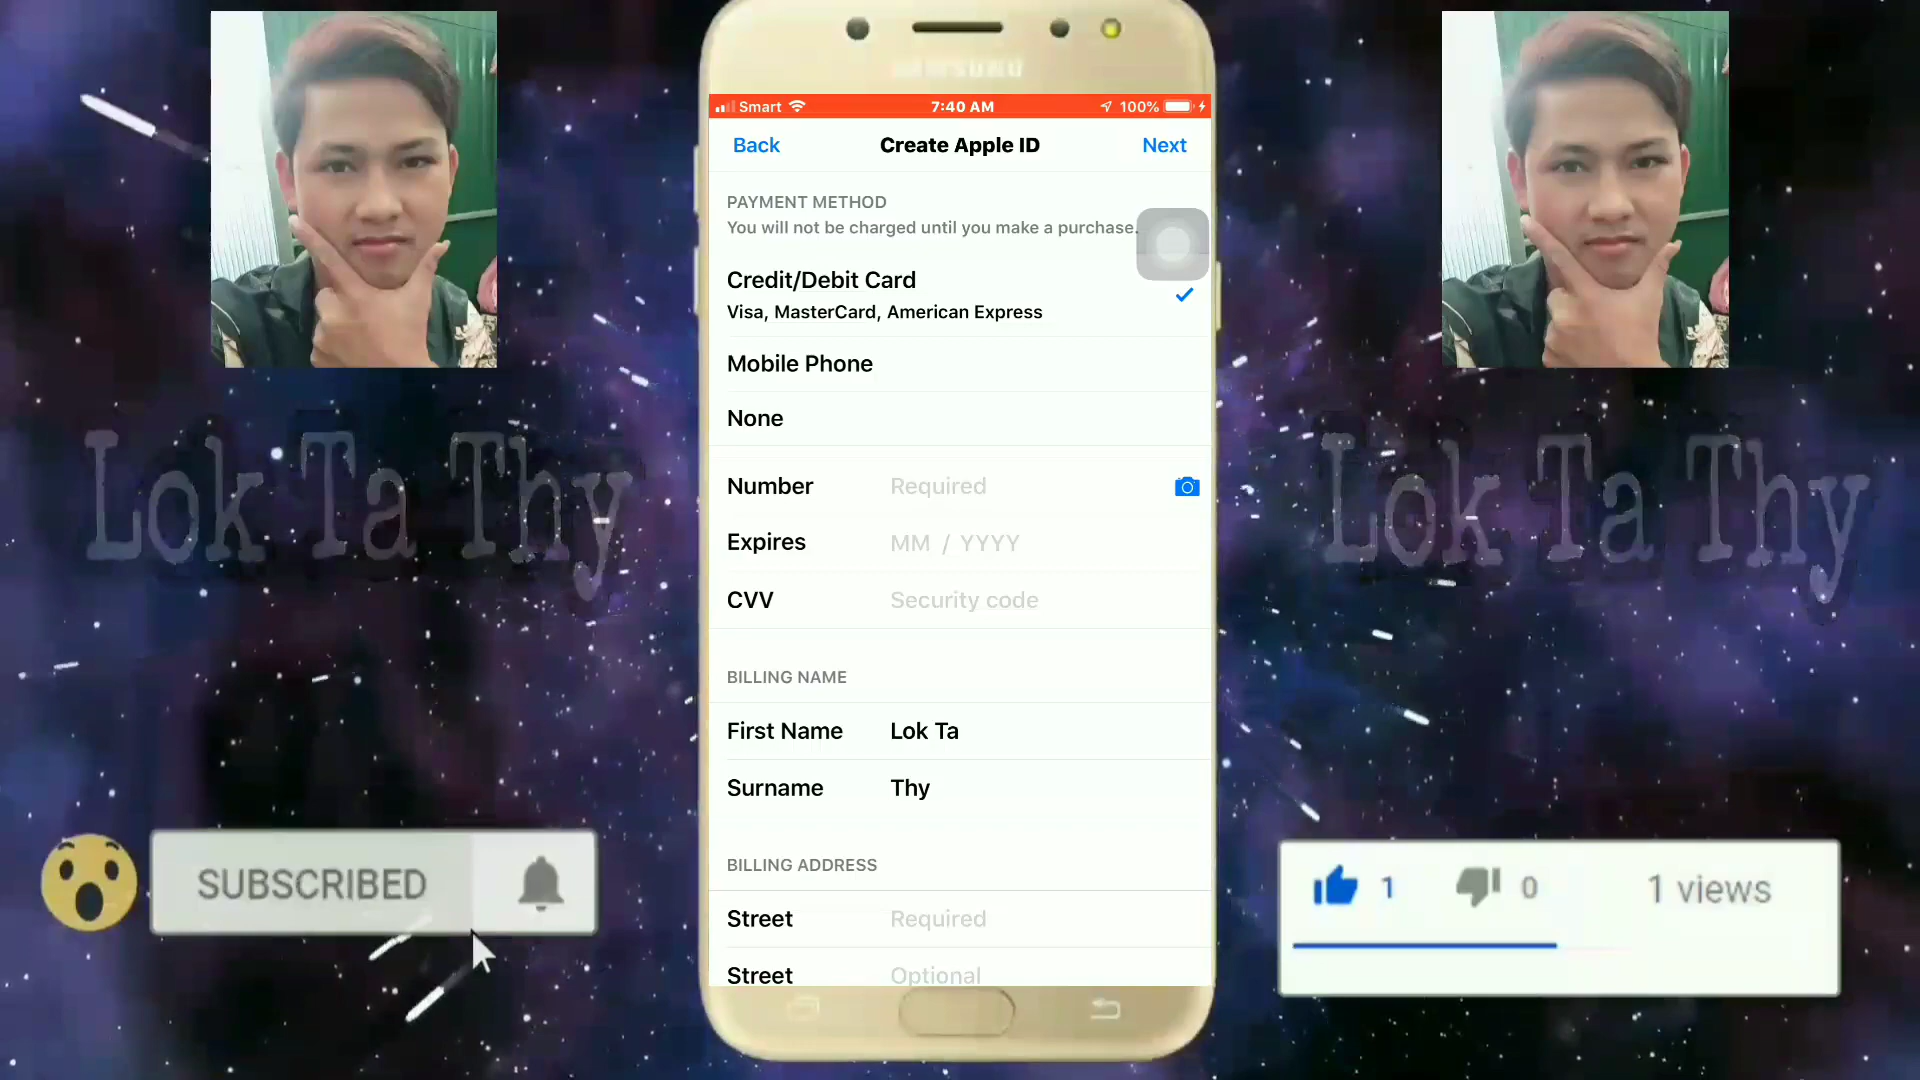 SAMSUNG
Smart
7:40 AM
100%
Back
Create Apple ID
Next
PAYMENT METHOD
You will not be charged until you make a purchase.
Credit/Debit Card
Visa, MasterCard, American Express
Mobile Phone
None
Number Required
Expires MM / YYYY
CVV Security code
BILLING NAME
First Name Lok Ta
Surname Thy
BILLING ADDRESS
Street Required
Street Optional
Lok Ta Thy
Lok Ta Thy
SUBSCRIBED
1 0 1 views